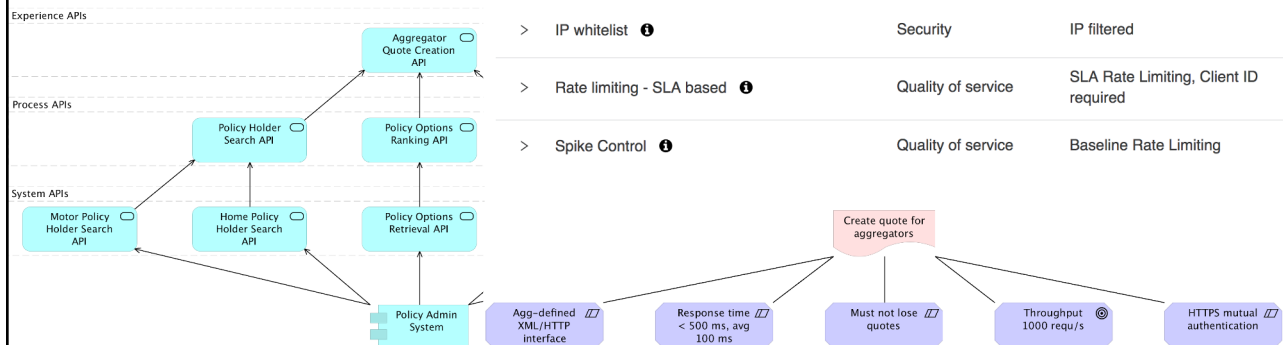 Experience APIs
Aggregator
Quote Creation
API
Process APIs
Policy Holder
Search API
Policy Options
Ranking API
System APIs
Motor Policy
Holder Search
API
Home Policy
Holder Search
API
Policy Options
Retrieval API
Policy Admin
System
> IP whitelist i Security IP filtered
> Rate limiting - SLA based i Quality of service SLA Rate Limiting, Client ID
required
> Spike Control i Quality of service Baseline Rate Limiting
Create quote for
aggregators
Agg-defined
XML/HTTP
interface
Response time
< 500 ms, avg
100 ms
Must not lose
quotes
Throughput
1000 requ/s
HTTPS mutual
authentication